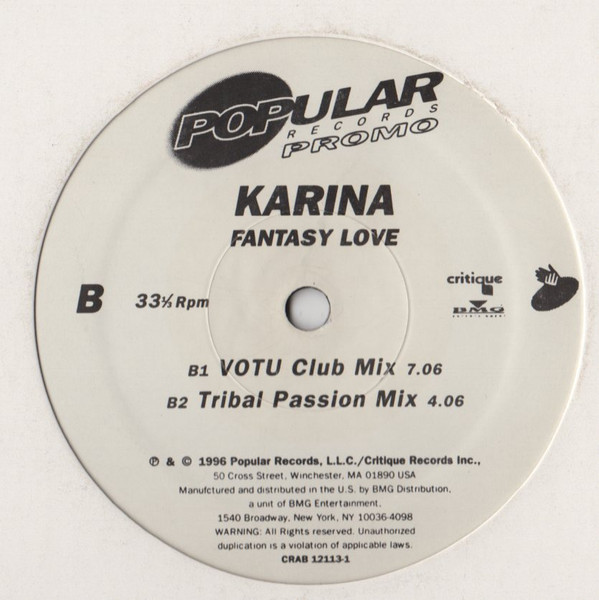 POPULAR
RECORDS
PROMO
KARINA
FANTASY LOVE
B 33⅓ Rpm
critique
BMG
B1 VOTU Club Mix 7.06
B2 Tribal Passion Mix 4.06
℗ & © 1996 Popular Records, L.L.C./Critique Records Inc.,
50 Cross Street, Winchester, MA 01890 USA
Manufctured and distributed in the U.S. by BMG Distribution,
a unit of BMG Entertainment,
1540 Broadway, New York, NY 10036-4098
WARNING: All Rights reserved. Unauthorized
duplication is a violation of applicable laws.
CRAB 12113-1